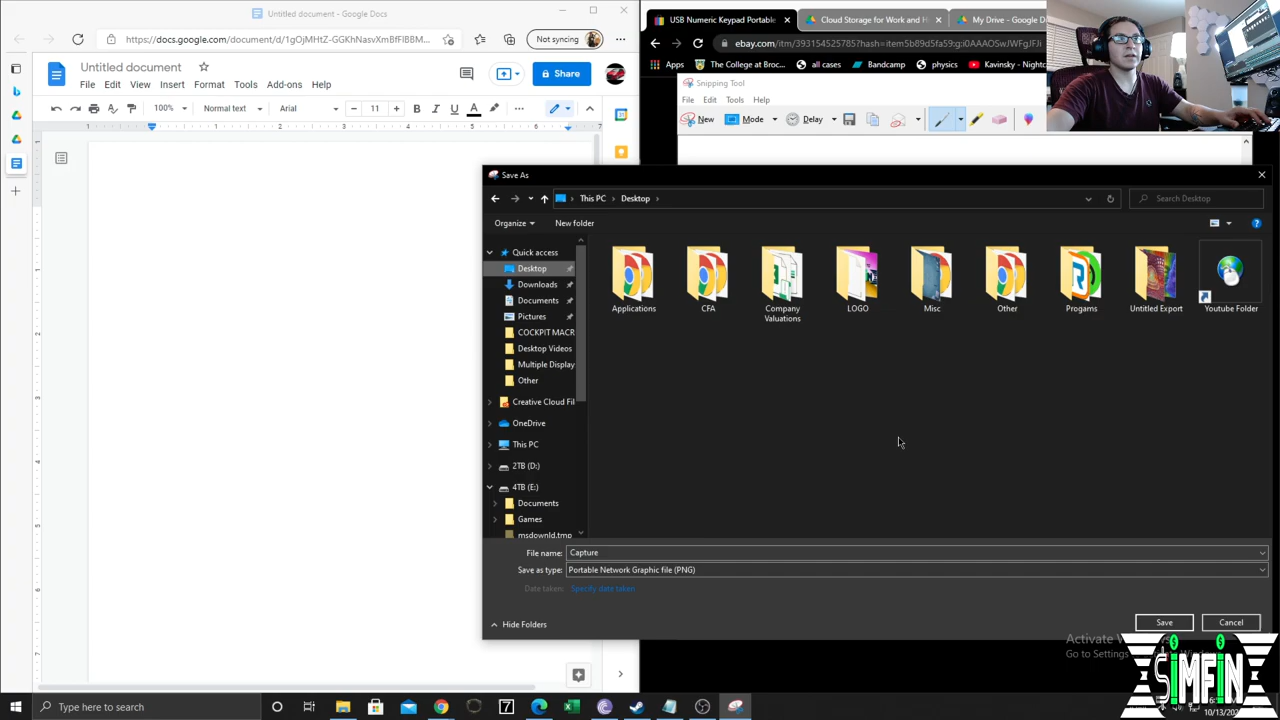 Untitled document - Google Docs
https://docs.google.com/document/d/1gOjMHtZ-GGKhNasvXmBfFlBB8M...
Not syncing
Untitled document
File Edit View Insert Format Tools Add-ons Help
Share
100% Normal text Arial 11
USB Numeric Keypad Portable
Cloud Storage for Work and H
My Drive - Google D
Apps The College at Broc... all cases Bandcamp physics Kavinsky - Nightc
Snipping Tool
File Edit Tools Help
New Mode Delay
Save As
This PC Desktop
Search Desktop
Organize New folder
Quick access
Desktop
Downloads
Documents
Pictures
COCKPIT MACR
Desktop Videos
Multiple Display
Other
Creative Cloud Fil
OneDrive
This PC
2TB (D:)
4TB (E:)
Documents
Games
msdownld.tmp
Applications
CFA
Company
Valuations
LOGO
Misc
Other
Progams
Untitled Export
Youtube Folder
File name: Capture
Save as type: Portable Network Graphic file (PNG)
Date taken: Specify date taken
Hide Folders
Save Cancel
Activate
Go to Settings
SIMFIN
Type here to search